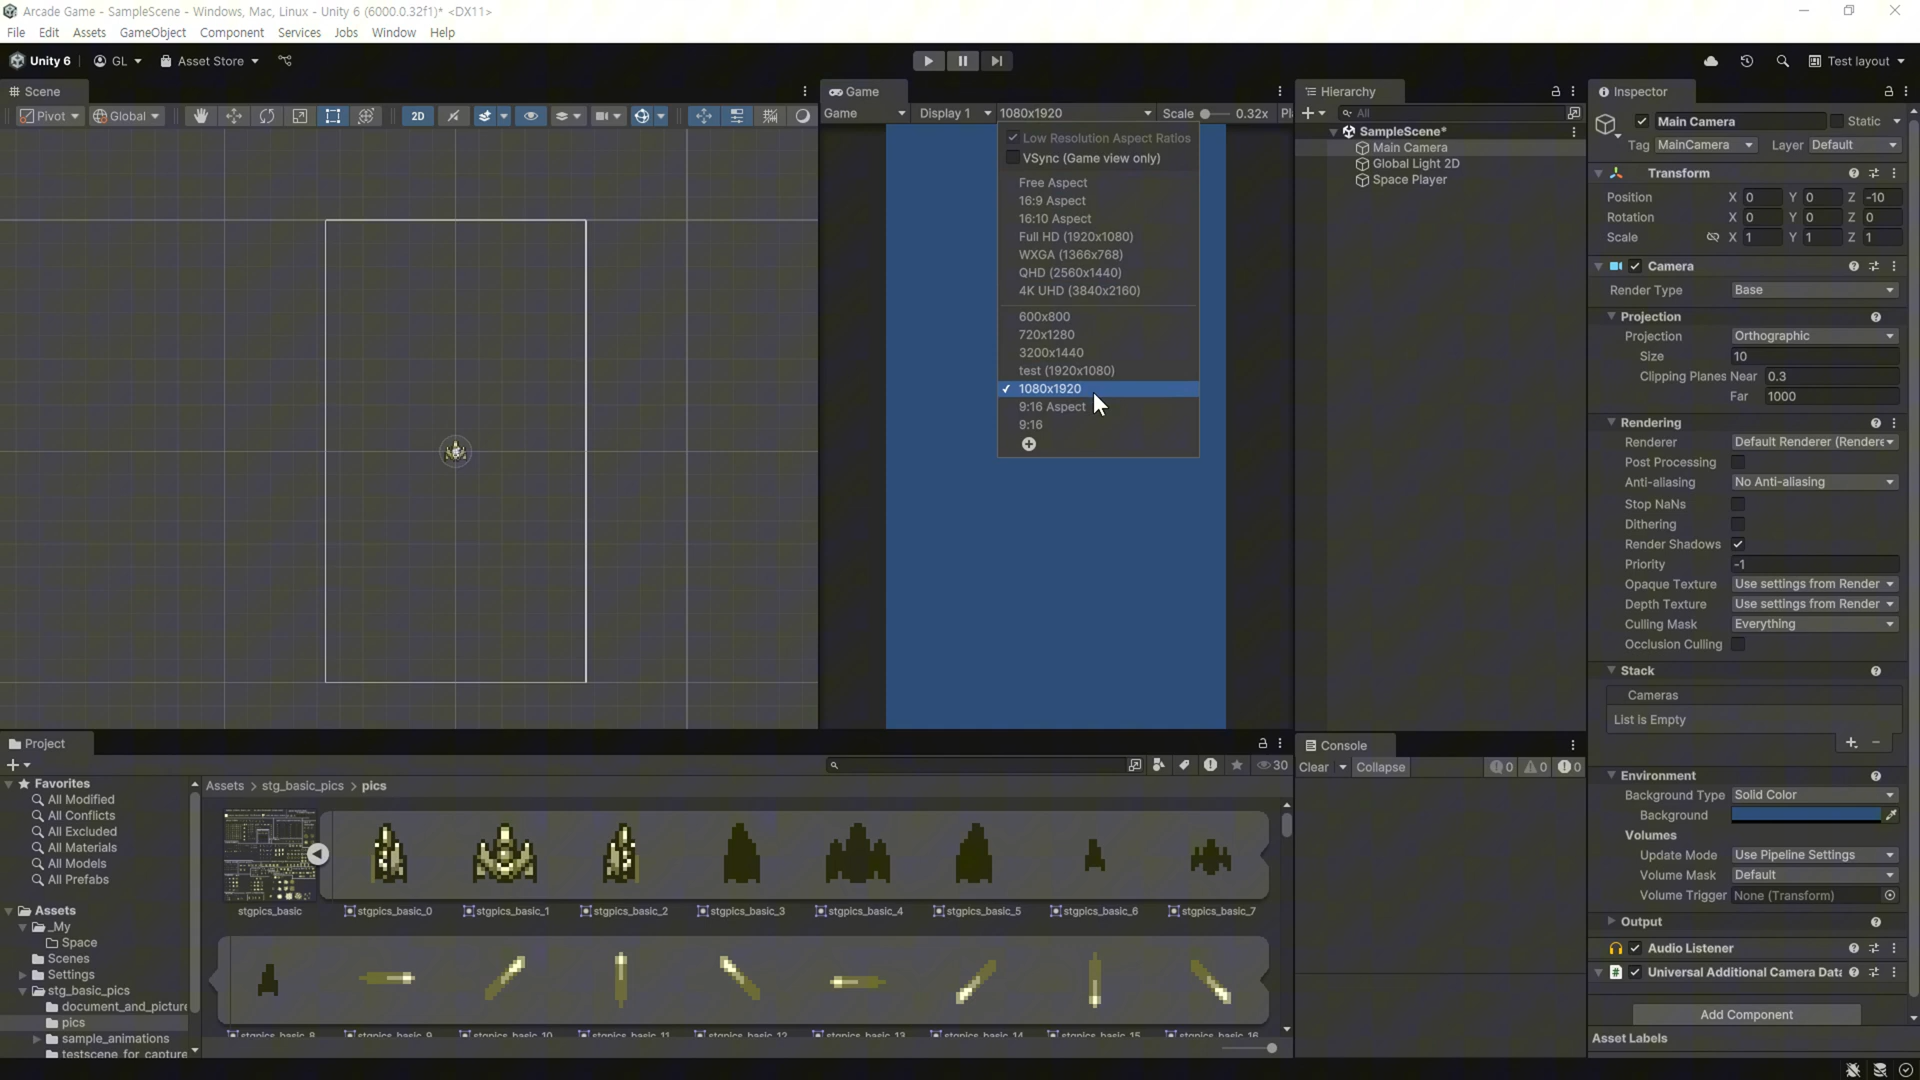 Arcade Game - SampleScene - Windows, Mac, Linux - Unity 6 (6000.0.32f1)* <DX11>
File Edit Assets GameObject Component Services Jobs Window Help
Unity 6 GL Asset Store Test layout
Scene
Pivot Global 2D
Game
Game Display 1 1080x1920 Scale 0.32x Pl
Low Resolution Aspect Ratios
VSync (Game view only)
Free Aspect
16:9 Aspect
16:10 Aspect
Full HD (1920x1080)
WXGA (1366x768)
QHD (2560x1440)
4K UHD (3840x2160)
600x800
720x1280
3200x1440
test (1920x1080)
1080x1920
9:16 Aspect
9:16
Hierarchy
All
SampleScene*
Main Camera
Global Light 2D
Space Player
Inspector
Main Camera Static
Tag MainCamera Layer Default
Transform
Position X 0 Y 0 Z -10
Rotation X 0 Y 0 Z 0
Scale X 1 Y 1 Z 1
Camera
Render Type Base
Projection
Projection Orthographic
Size 10
Clipping Planes Near 0.3
Far 1000
Rendering
Renderer Default Renderer (Rendere
Post Processing
Anti-aliasing No Anti-aliasing
Stop NaNs
Dithering
Render Shadows
Priority -1
Opaque Texture Use settings from Render
Depth Texture Use settings from Render
Culling Mask Everything
Occlusion Culling
Stack
Cameras
List is Empty
Environment
Background Type Solid Color
Background
Volumes
Update Mode Use Pipeline Settings
Volume Mask Default
Volume Trigger None (Transform)
Output
Audio Listener
Universal Additional Camera Data
Add Component
Asset Labels
Project
30
Favorites
All Modified
All Conflicts
All Excluded
All Materials
All Models
All Prefabs
Assets
_My
Space
Scenes
Settings
stg_basic_pics
document_and_picture
pics
sample_animations
testscene_for_capture
Assets > stg_basic_pics > pics
stgpics_basic stgpics_basic_0 stgpics_basic_1 stgpics_basic_2 stgpics_basic_3 stgpics_basic_4 stgpics_basic_5 stgpics_basic_6 stgpics_basic_7
stgpics_basic_8 stgpics_basic_9 stgpics_basic_10 stgpics_basic_11 stgpics_basic_12 stgpics_basic_13 stgpics_basic_14 stgpics_basic_15 stgpics_basic_16
Console
Clear Collapse 0 0 0